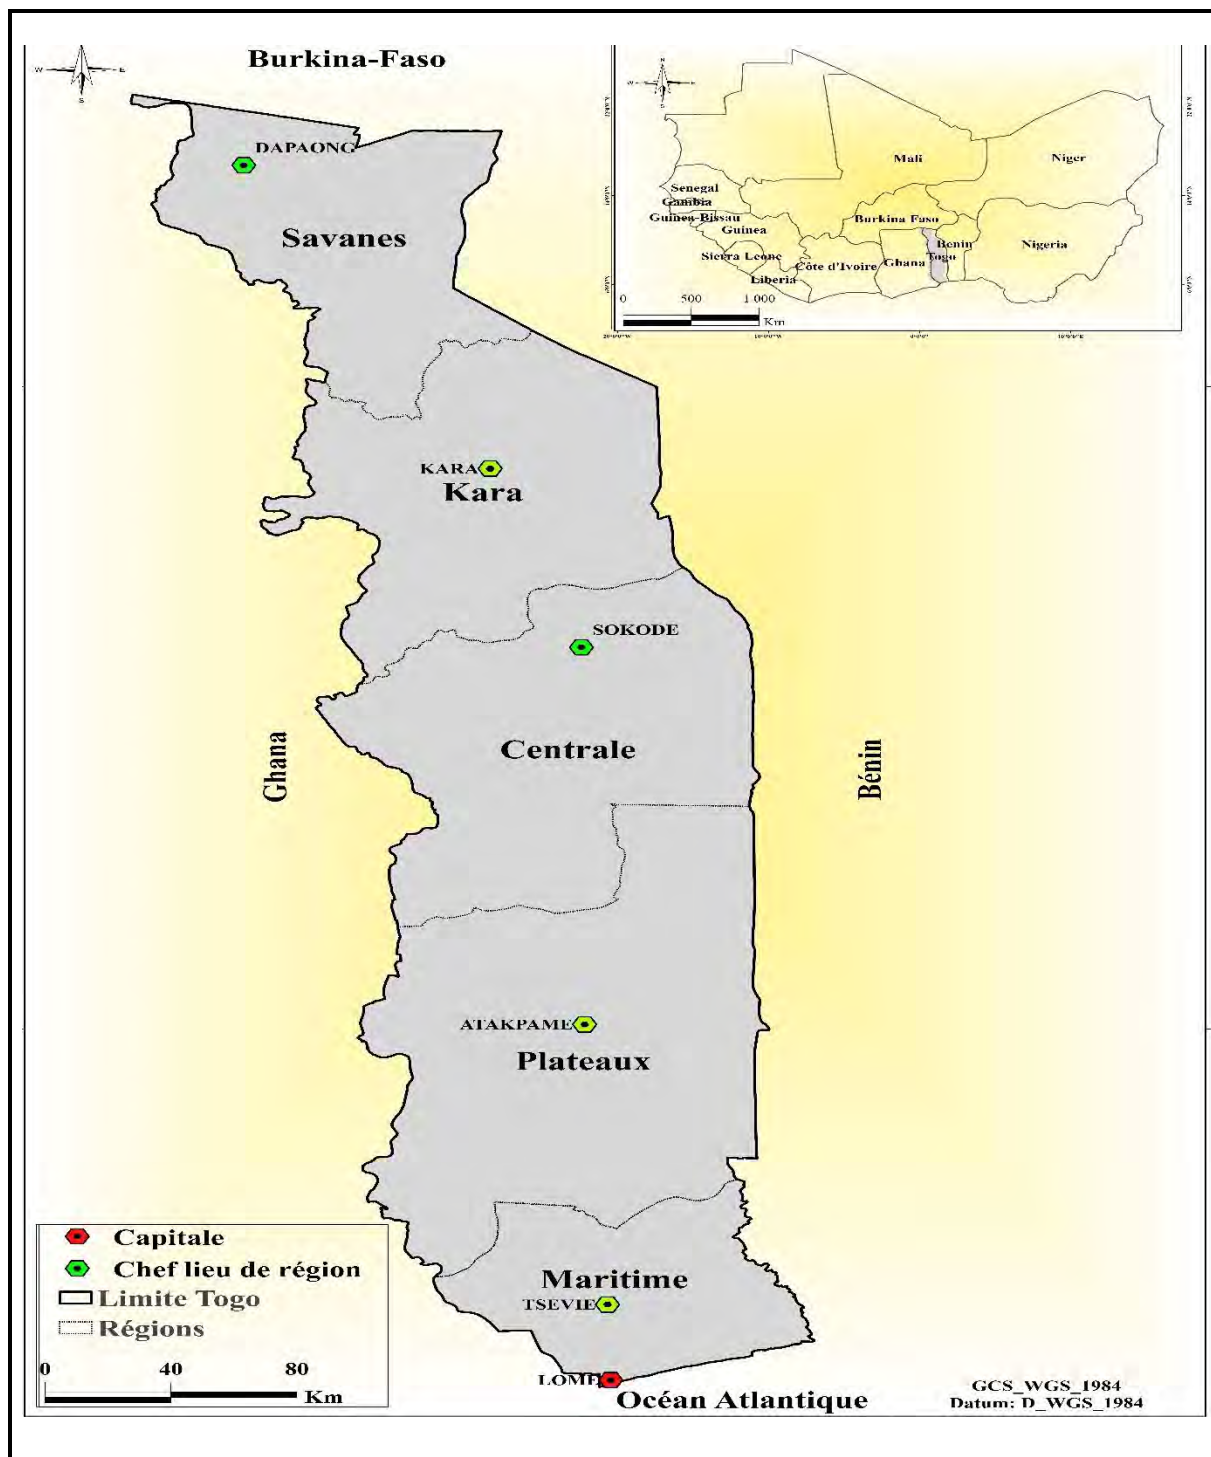 Burkina-Faso
W
E
S
DAPAONG
Savanes
KARA
Kara
SOKODE
Centrale
Ghana
Bénin
ATAKPAME
Plateaux
Maritime
TSEVIE
LOME
Océan Atlantique
N
W
E
S
Mali
Niger
Senegal
Gambia
Guinea-Bissau
Guinea
Burkina Faso
Benin
Nigeria
Sierra Leone
Côte d'Ivoire
Ghana
Togo
Liberia
0 500 1 000
Km
Capitale
Chef lieu de région
Limite Togo
Régions
0 40 80
Km
GCS_WGS_1984
Datum: D_WGS_1984